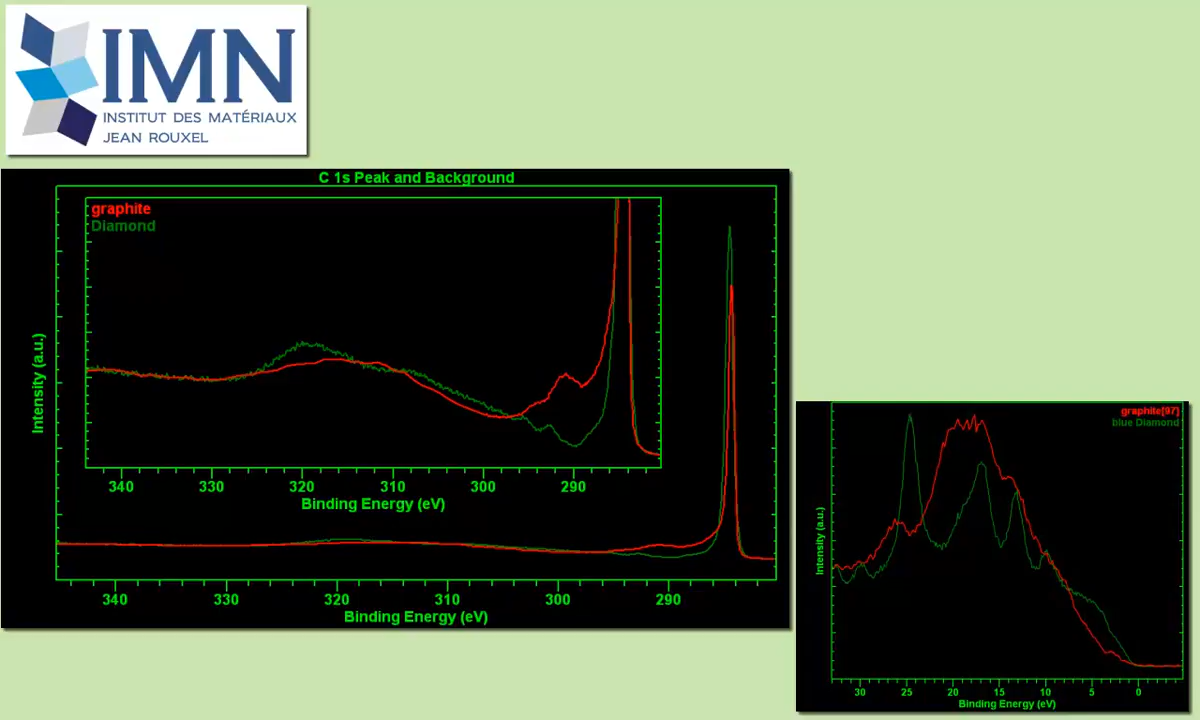 IMN
INSTITUT DES MATÉRIAUX
JEAN ROUXEL
C 1s Peak and Background
graphite
Diamond
Intensity (a.u.)
340 330 320 310 300 290
Binding Energy (eV)
340 330 320 310 300 290
Binding Energy (eV)
graphite[97]
blue Diamond
Intensity (a.u.)
30 25 20 15 10 5 0
Binding Energy (eV)